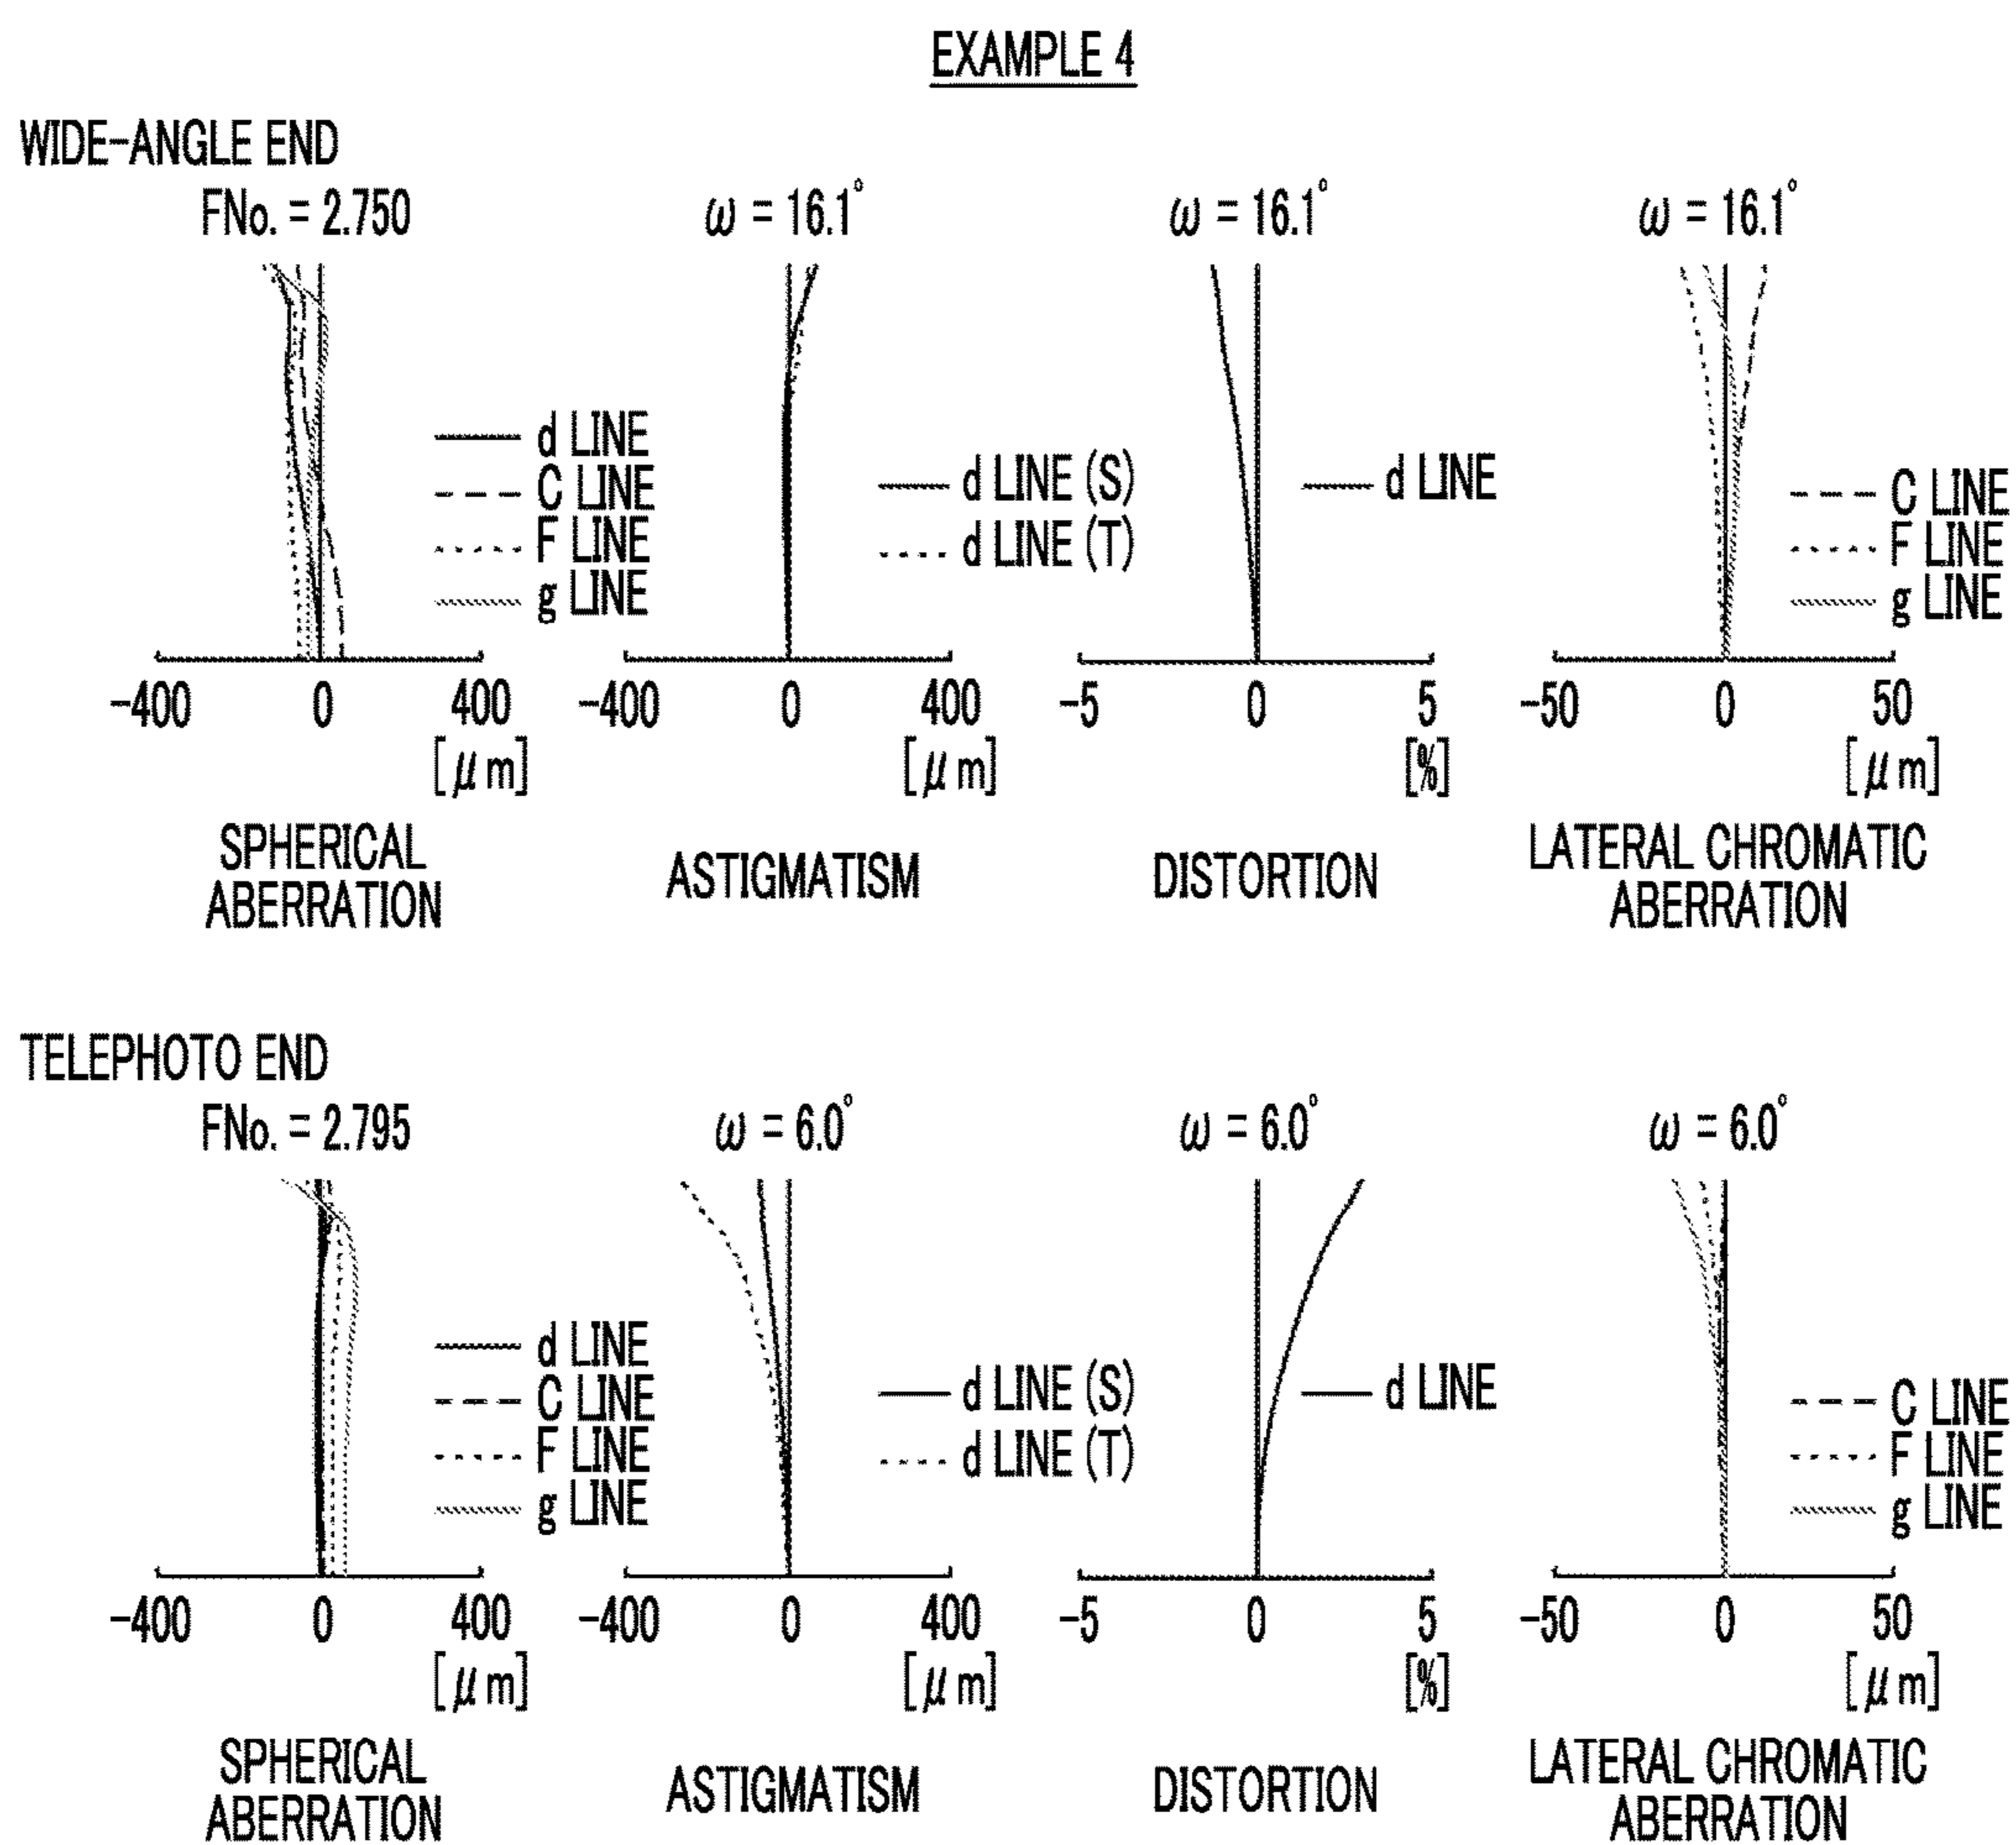 EXAMPLE 4
WIDE-ANGLE END
FNo. = 2.750
ω = 16.1°
ω = 16.1°
ω = 16.1°
d LINE
C LINE
F LINE
g LINE
d LINE (S)
d LINE (T)
d LINE
C LINE
F LINE
g LINE
-400 0 400
[μm]
-400 0 400
[μm]
-5 0 5
[%]
-50 0 50
[μm]
SPHERICAL
ABERRATION
ASTIGMATISM
DISTORTION
LATERAL CHROMATIC
ABERRATION
TELEPHOTO END
FNo. = 2.795
ω = 6.0°
ω = 6.0°
ω = 6.0°
d LINE
C LINE
F LINE
g LINE
d LINE (S)
d LINE (T)
d LINE
C LINE
F LINE
g LINE
-400 0 400
[μm]
-400 0 400
[μm]
-5 0 5
[%]
-50 0 50
[μm]
SPHERICAL
ABERRATION
ASTIGMATISM
DISTORTION
LATERAL CHROMATIC
ABERRATION